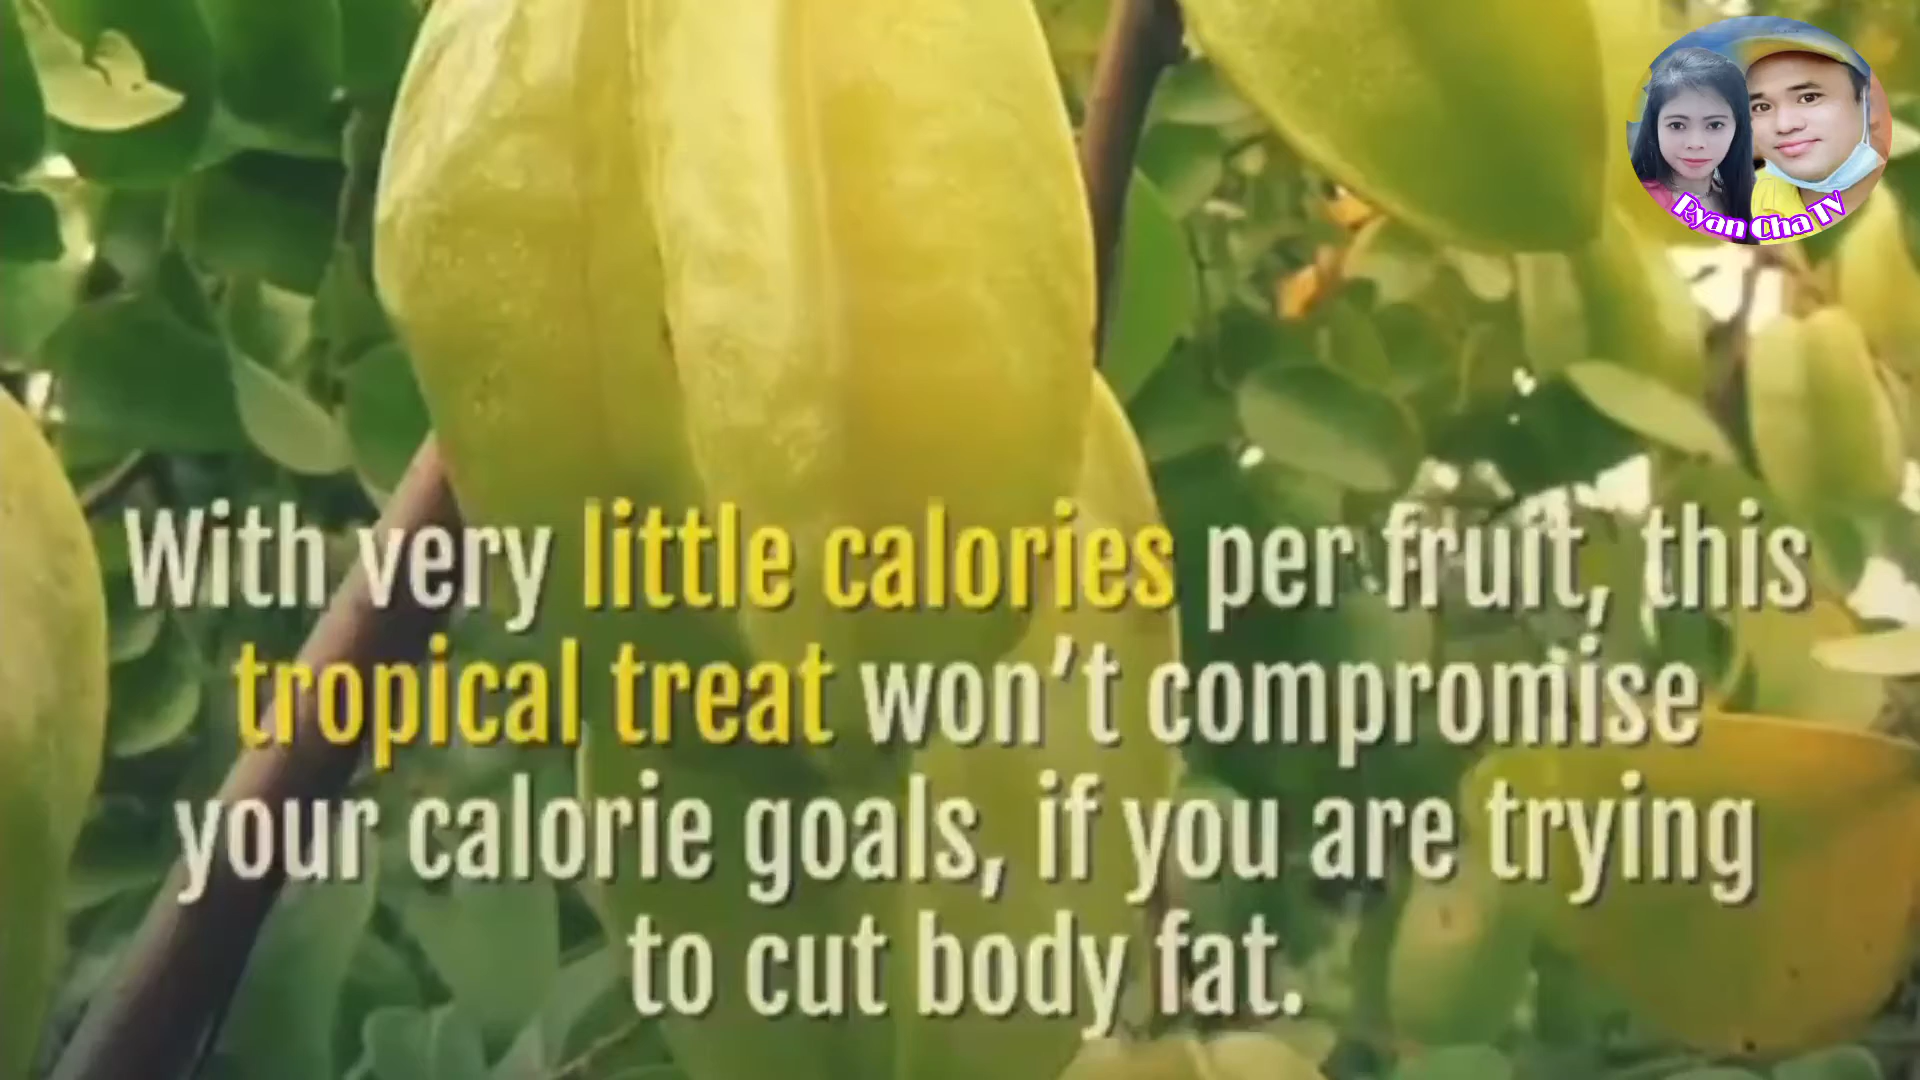 Ryan Cha TV
With very little calories per fruit, this
tropical treat won't compromise
your calorie goals, if you are trying
to cut body fat.